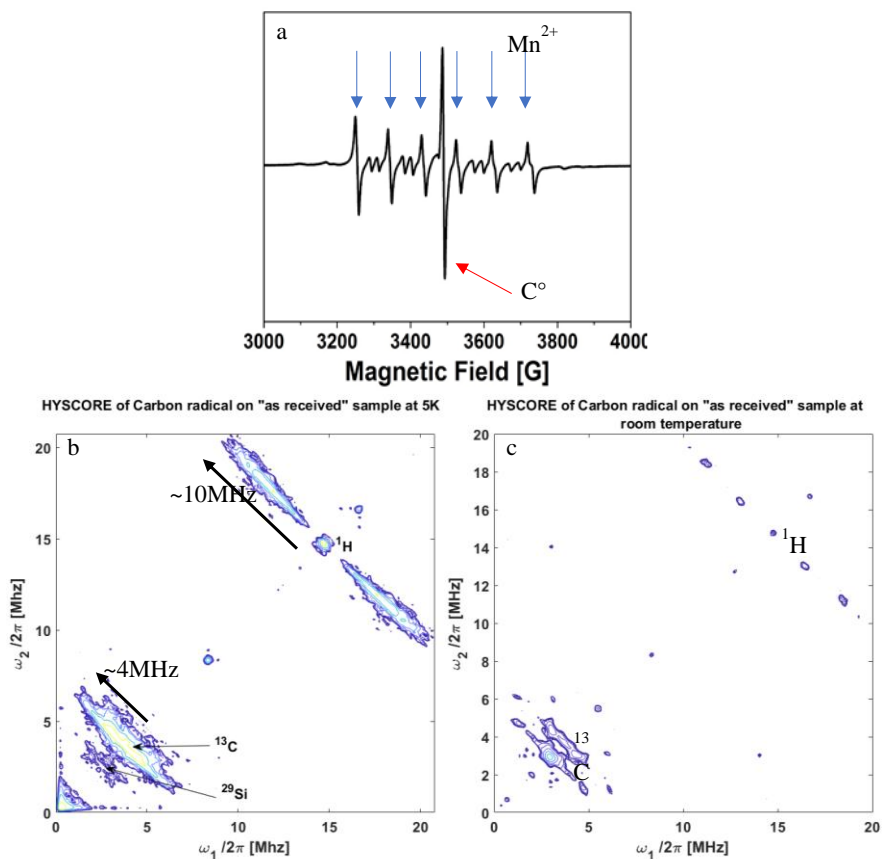 a
Mn2+
C°
3000 3200 3400 3600 3800 4000
Magnetic Field [G]
HYSCORE of Carbon radical on "as received" sample at 5K
b
~10MHz
1H
~4MHz
13C
29Si
20
15
10
5
0
0 5 10 15 20
ω2 /2π [Mhz]
ω1 /2π [Mhz]
HYSCORE of Carbon radical on "as received" sample at
room temperature
c
1H
13
C
20
18
16
14
12
10
8
6
4
2
0
0 5 10 15 20
ω2 /2π [MHz]
ω1 /2π [MHz]